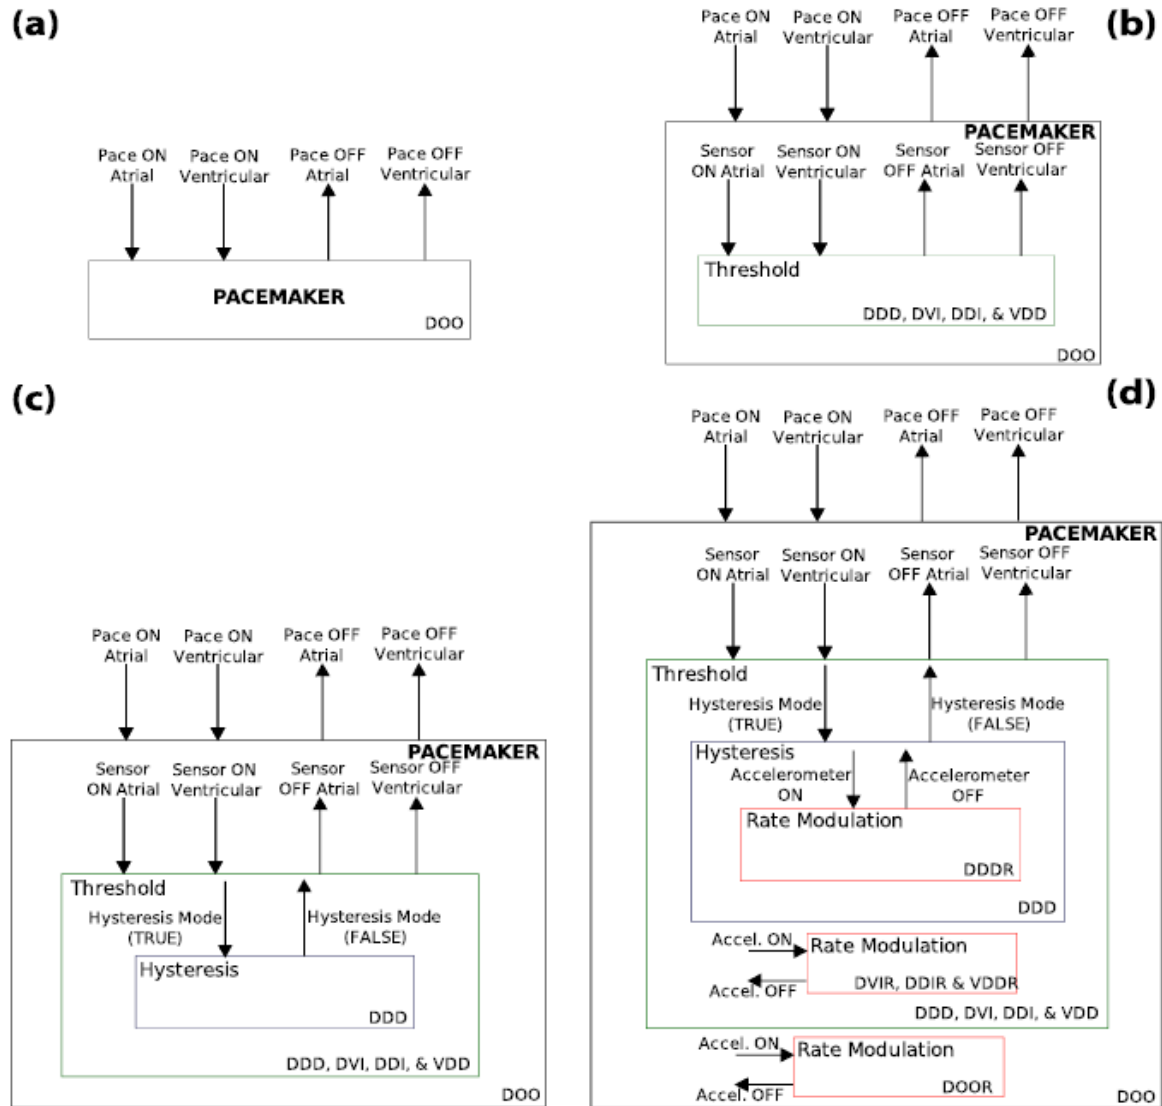 (a)
Pace ON
Atrial
Pace ON
Ventricular
Pace OFF
Atrial
Pace OFF
Ventricular
PACEMAKER
DOO
(b)
Pace ON
Atrial
Pace ON
Ventricular
Pace OFF
Atrial
Pace OFF
Ventricular
PACEMAKER
Sensor
ON Atrial
Sensor ON
Ventricular
Sensor
OFF Atrial
Sensor OFF
Ventricular
Threshold
DDD, DVI, DDI, & VDD
DOO
(c)
Pace ON
Atrial
Pace ON
Ventricular
Pace OFF
Atrial
Pace OFF
Ventricular
PACEMAKER
Sensor
ON Atrial
Sensor ON
Ventricular
Sensor
OFF Atrial
Sensor OFF
Ventricular
Threshold
Hysteresis Mode
(TRUE)
Hysteresis Mode
(FALSE)
Hysteresis
DDD
DDD, DVI, DDI, & VDD
DOO
(d)
Pace ON
Atrial
Pace ON
Ventricular
Pace OFF
Atrial
Pace OFF
Ventricular
PACEMAKER
Sensor
ON Atrial
Sensor ON
Ventricular
Sensor
OFF Atrial
Sensor OFF
Ventricular
Threshold
Hysteresis Mode
(TRUE)
Hysteresis Mode
(FALSE)
Hysteresis
Accelerometer
ON
Accelerometer
OFF
Rate Modulation
DDDR
DDD
Accel. ON
Rate Modulation
Accel. OFF
DVIR, DDIR & VDDR
DDD, DVI, DDI, & VDD
Accel. ON
Rate Modulation
Accel. OFF
DOOR
DOO